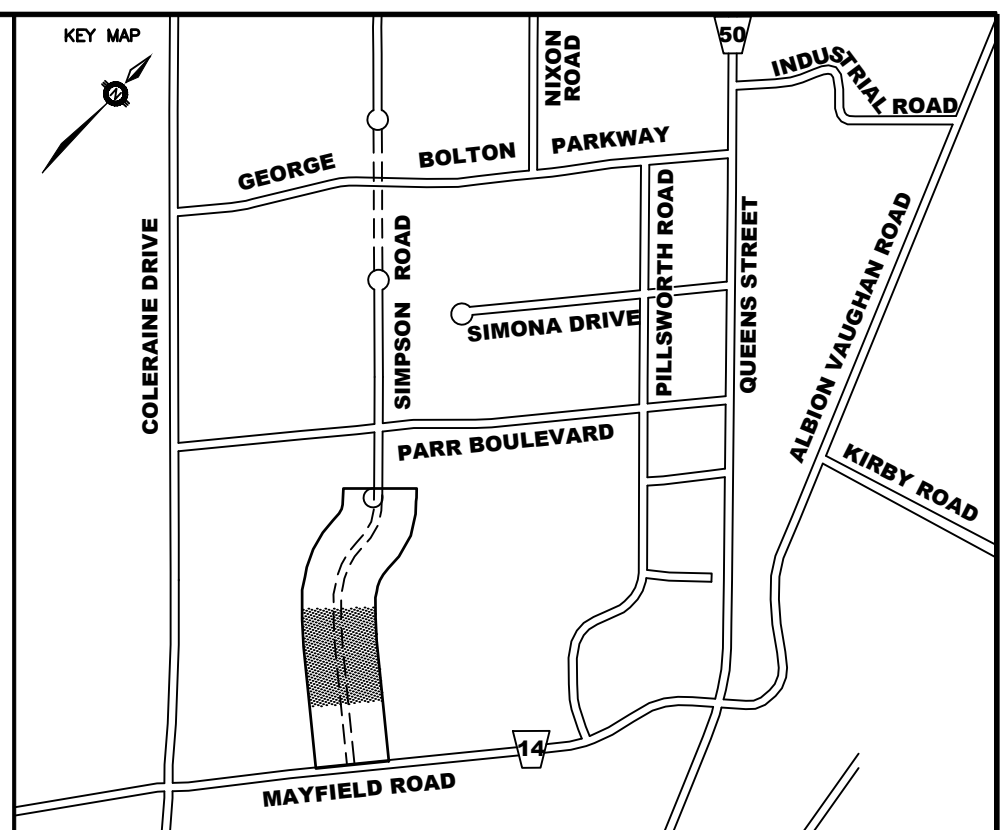 KEY MAP
N
50
NIXON
ROAD
INDUSTRIAL ROAD
GEORGE BOLTON PARKWAY
COLERAINE DRIVE
SIMPSON ROAD
SIMONA DRIVE
PILLSWORTH ROAD
QUEENS STREET
ALBION VAUGHAN ROAD
PARR BOULEVARD
KIRBY ROAD
14
MAYFIELD ROAD